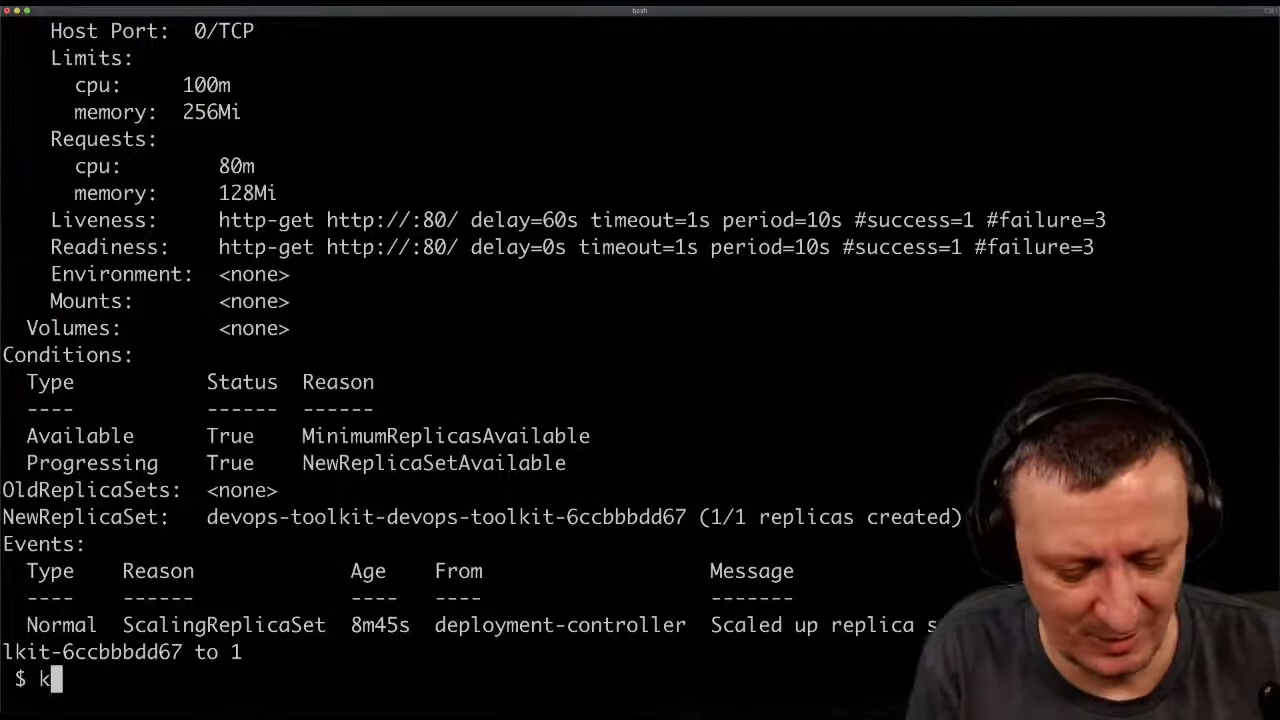 bash
Host Port:  0/TCP
Limits:
cpu:     100m
memory:  256Mi
Requests:
cpu:        80m
memory:     128Mi
Liveness:     http-get http://:80/ delay=60s timeout=1s period=10s #success=1 #failure=3
Readiness:    http-get http://:80/ delay=0s timeout=1s period=10s #success=1 #failure=3
Environment:  <none>
Mounts:       <none>
Volumes:        <none>
Conditions:
Type           Status  Reason
----           ------  ------
Available      True    MinimumReplicasAvailable
Progressing    True    NewReplicaSetAvailable
OldReplicaSets:  <none>
NewReplicaSet:   devops-toolkit-devops-toolkit-6ccbbbdd67 (1/1 replicas created)
Events:
Type    Reason             Age    From                   Message
----    ------             ----   ----                   -------
Normal  ScalingReplicaSet  8m45s  deployment-controller  Scaled up replica s
lkit-6ccbbbdd67 to 1
$ k